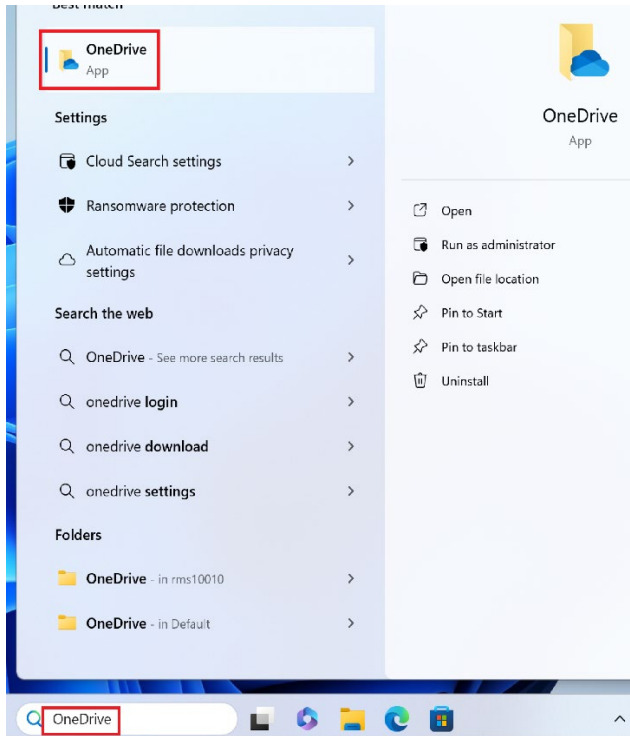 Best match
OneDrive
App
Settings
Cloud Search settings
Ransomware protection
Automatic file downloads privacy
settings
Search the web
OneDrive - See more search results
onedrive login
onedrive download
onedrive settings
Folders
OneDrive - in rms10010
OneDrive - in Default
OneDrive
App
Open
Run as administrator
Open file location
Pin to Start
Pin to taskbar
Uninstall
OneDrive